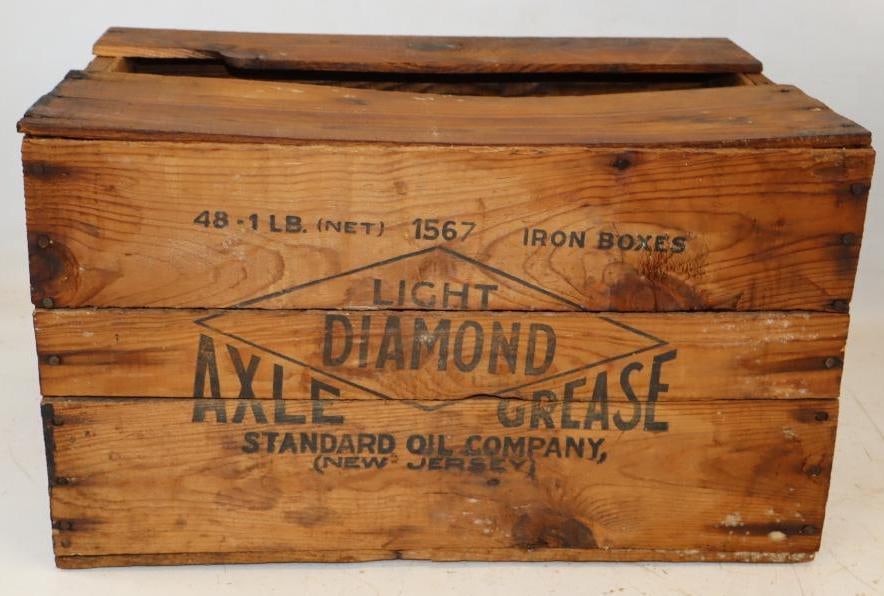 48-1 LB. (NET) 1567 IRON BOXES
LIGHT
DIAMOND
AXLE GREASE
STANDARD OIL COMPANY,
(NEW JERSEY)